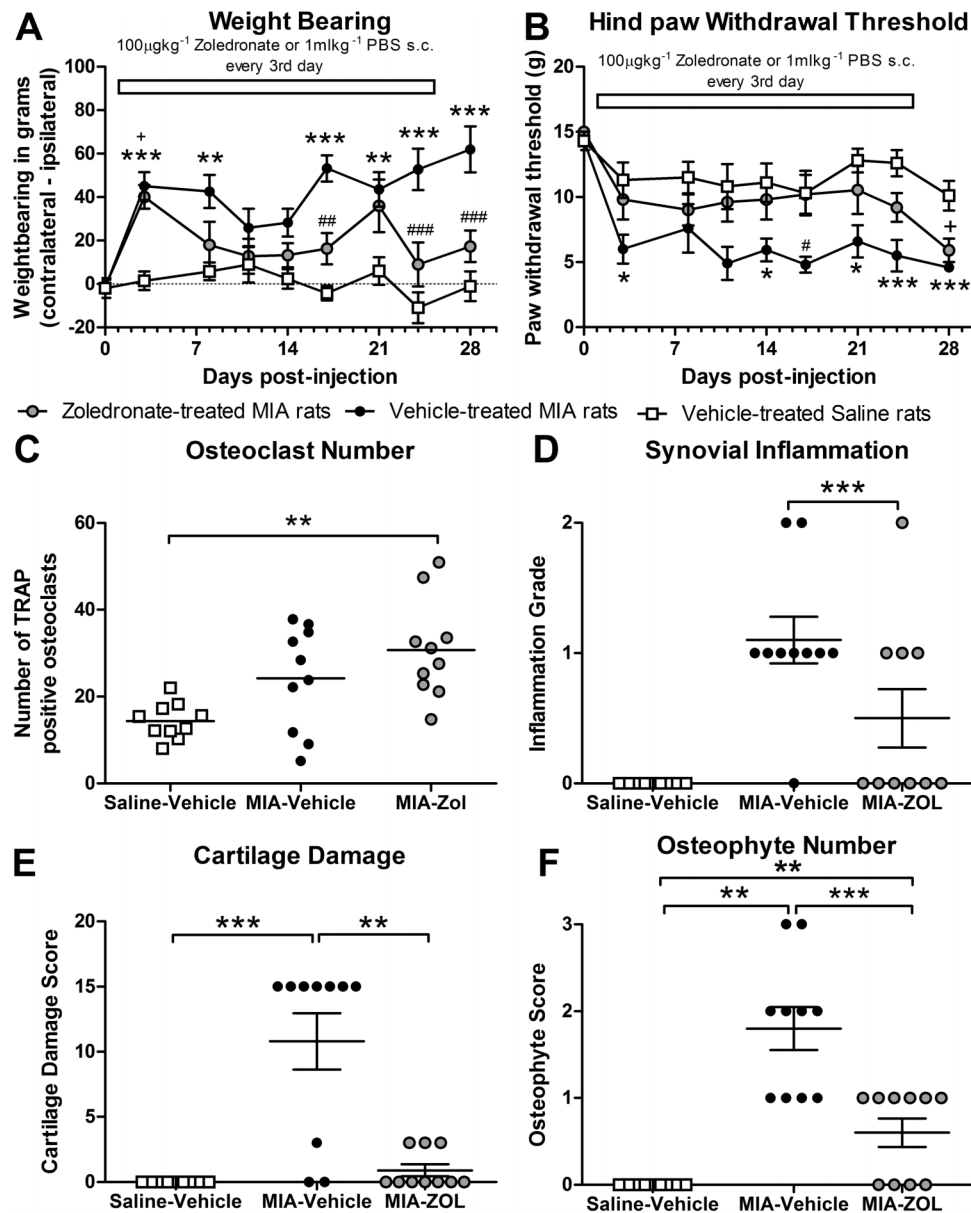 A
Weight Bearing
100µgkg⁻¹ Zoledronate or 1mlkg⁻¹ PBS s.c.
every 3rd day
Weightbearing in grams
(contralateral - ipsilateral)
100
80
60
40
20
0
-20
+
***
**
***
**
***
***
##
###
###
0 7 14 21 28
Days post-injection
B
Hind paw Withdrawal Threshold
100µgkg⁻¹ Zoledronate or 1mlkg⁻¹ PBS s.c.
every 3rd day
Paw withdrawal threshold (g)
20
15
10
5
0
#
+
*
*
*
***
***
0 7 14 21 28
Days post-injection
Zoledronate-treated MIA rats Vehicle-treated MIA rats Vehicle-treated Saline rats
C
Osteoclast Number
Number of TRAP
positive osteoclasts
60
40
20
0
**
Saline-Vehicle MIA-Vehicle MIA-Zol
D
Synovial Inflammation
Inflammation Grade
2
1
0
***
Saline-Vehicle MIA-Vehicle MIA-ZOL
E
Cartilage Damage
Cartilage Damage Score
20
15
10
5
0
***
**
Saline-Vehicle MIA-Vehicle MIA-ZOL
F
Osteophyte Number
Osteophyte Score
3
2
1
0
**
**
***
Saline-Vehicle MIA-Vehicle MIA-ZOL